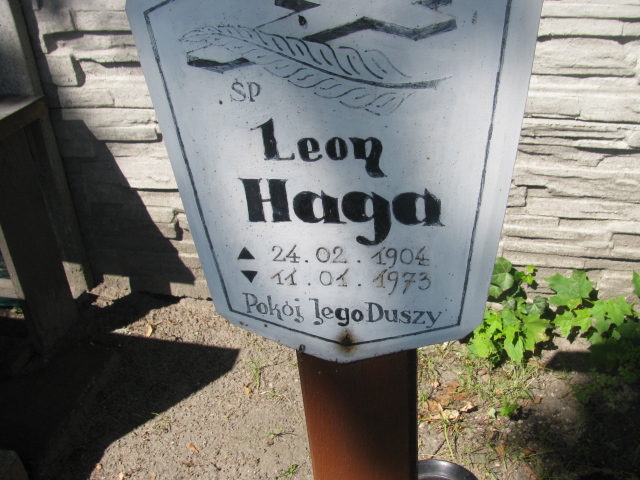 ŚP
Leon
Haga
▲ 24.02.1904
▼ 11.01.1973
Pokój Jego Duszy